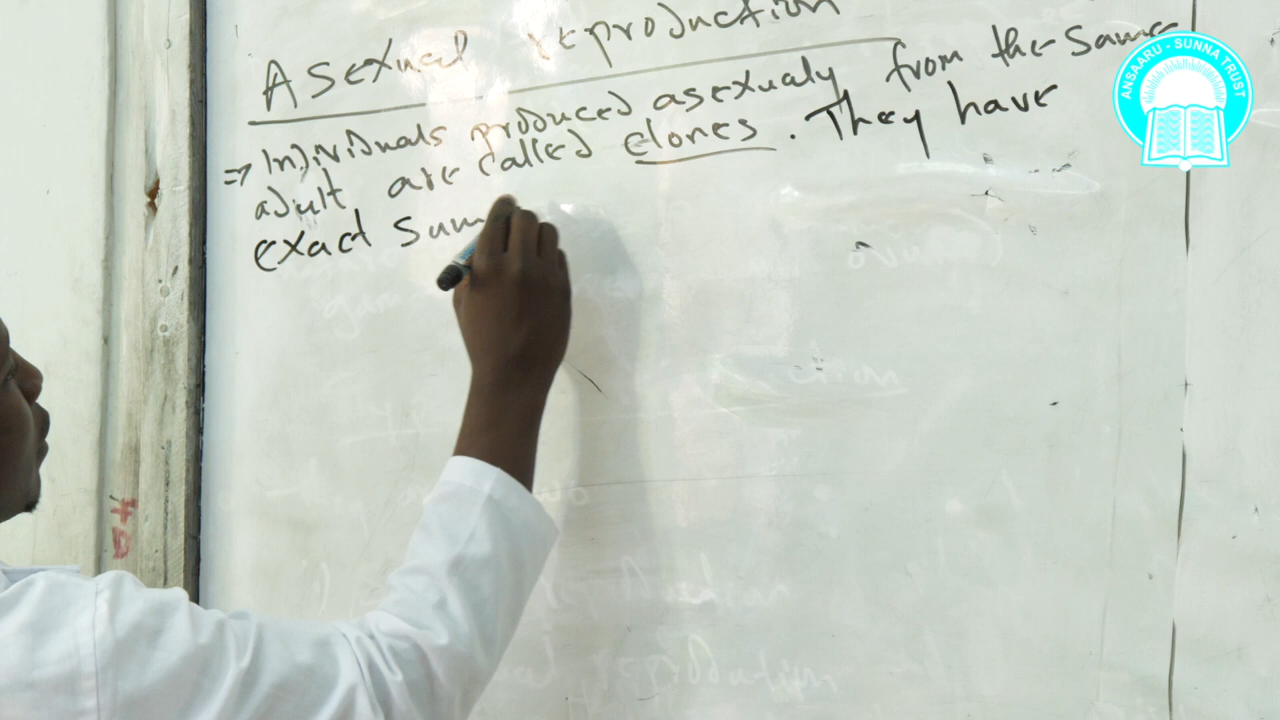 Asexual reproduction
⇒ Individuals produced asexualy from the same
adult are called clones. They have
exact sam
ANSAARU - SUNNA TRUST